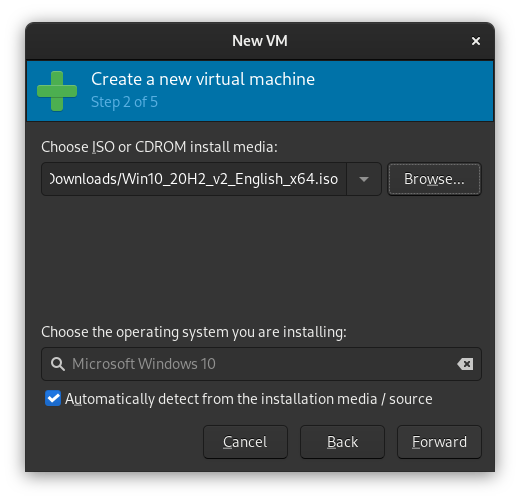 New VM
Create a new virtual machine
Step 2 of 5
Choose ISO or CDROM install media:
Downloads/Win10_20H2_v2_English_x64.iso
Browse...
Choose the operating system you are installing:
Microsoft Windows 10
Automatically detect from the installation media / source
Cancel
Back
Forward